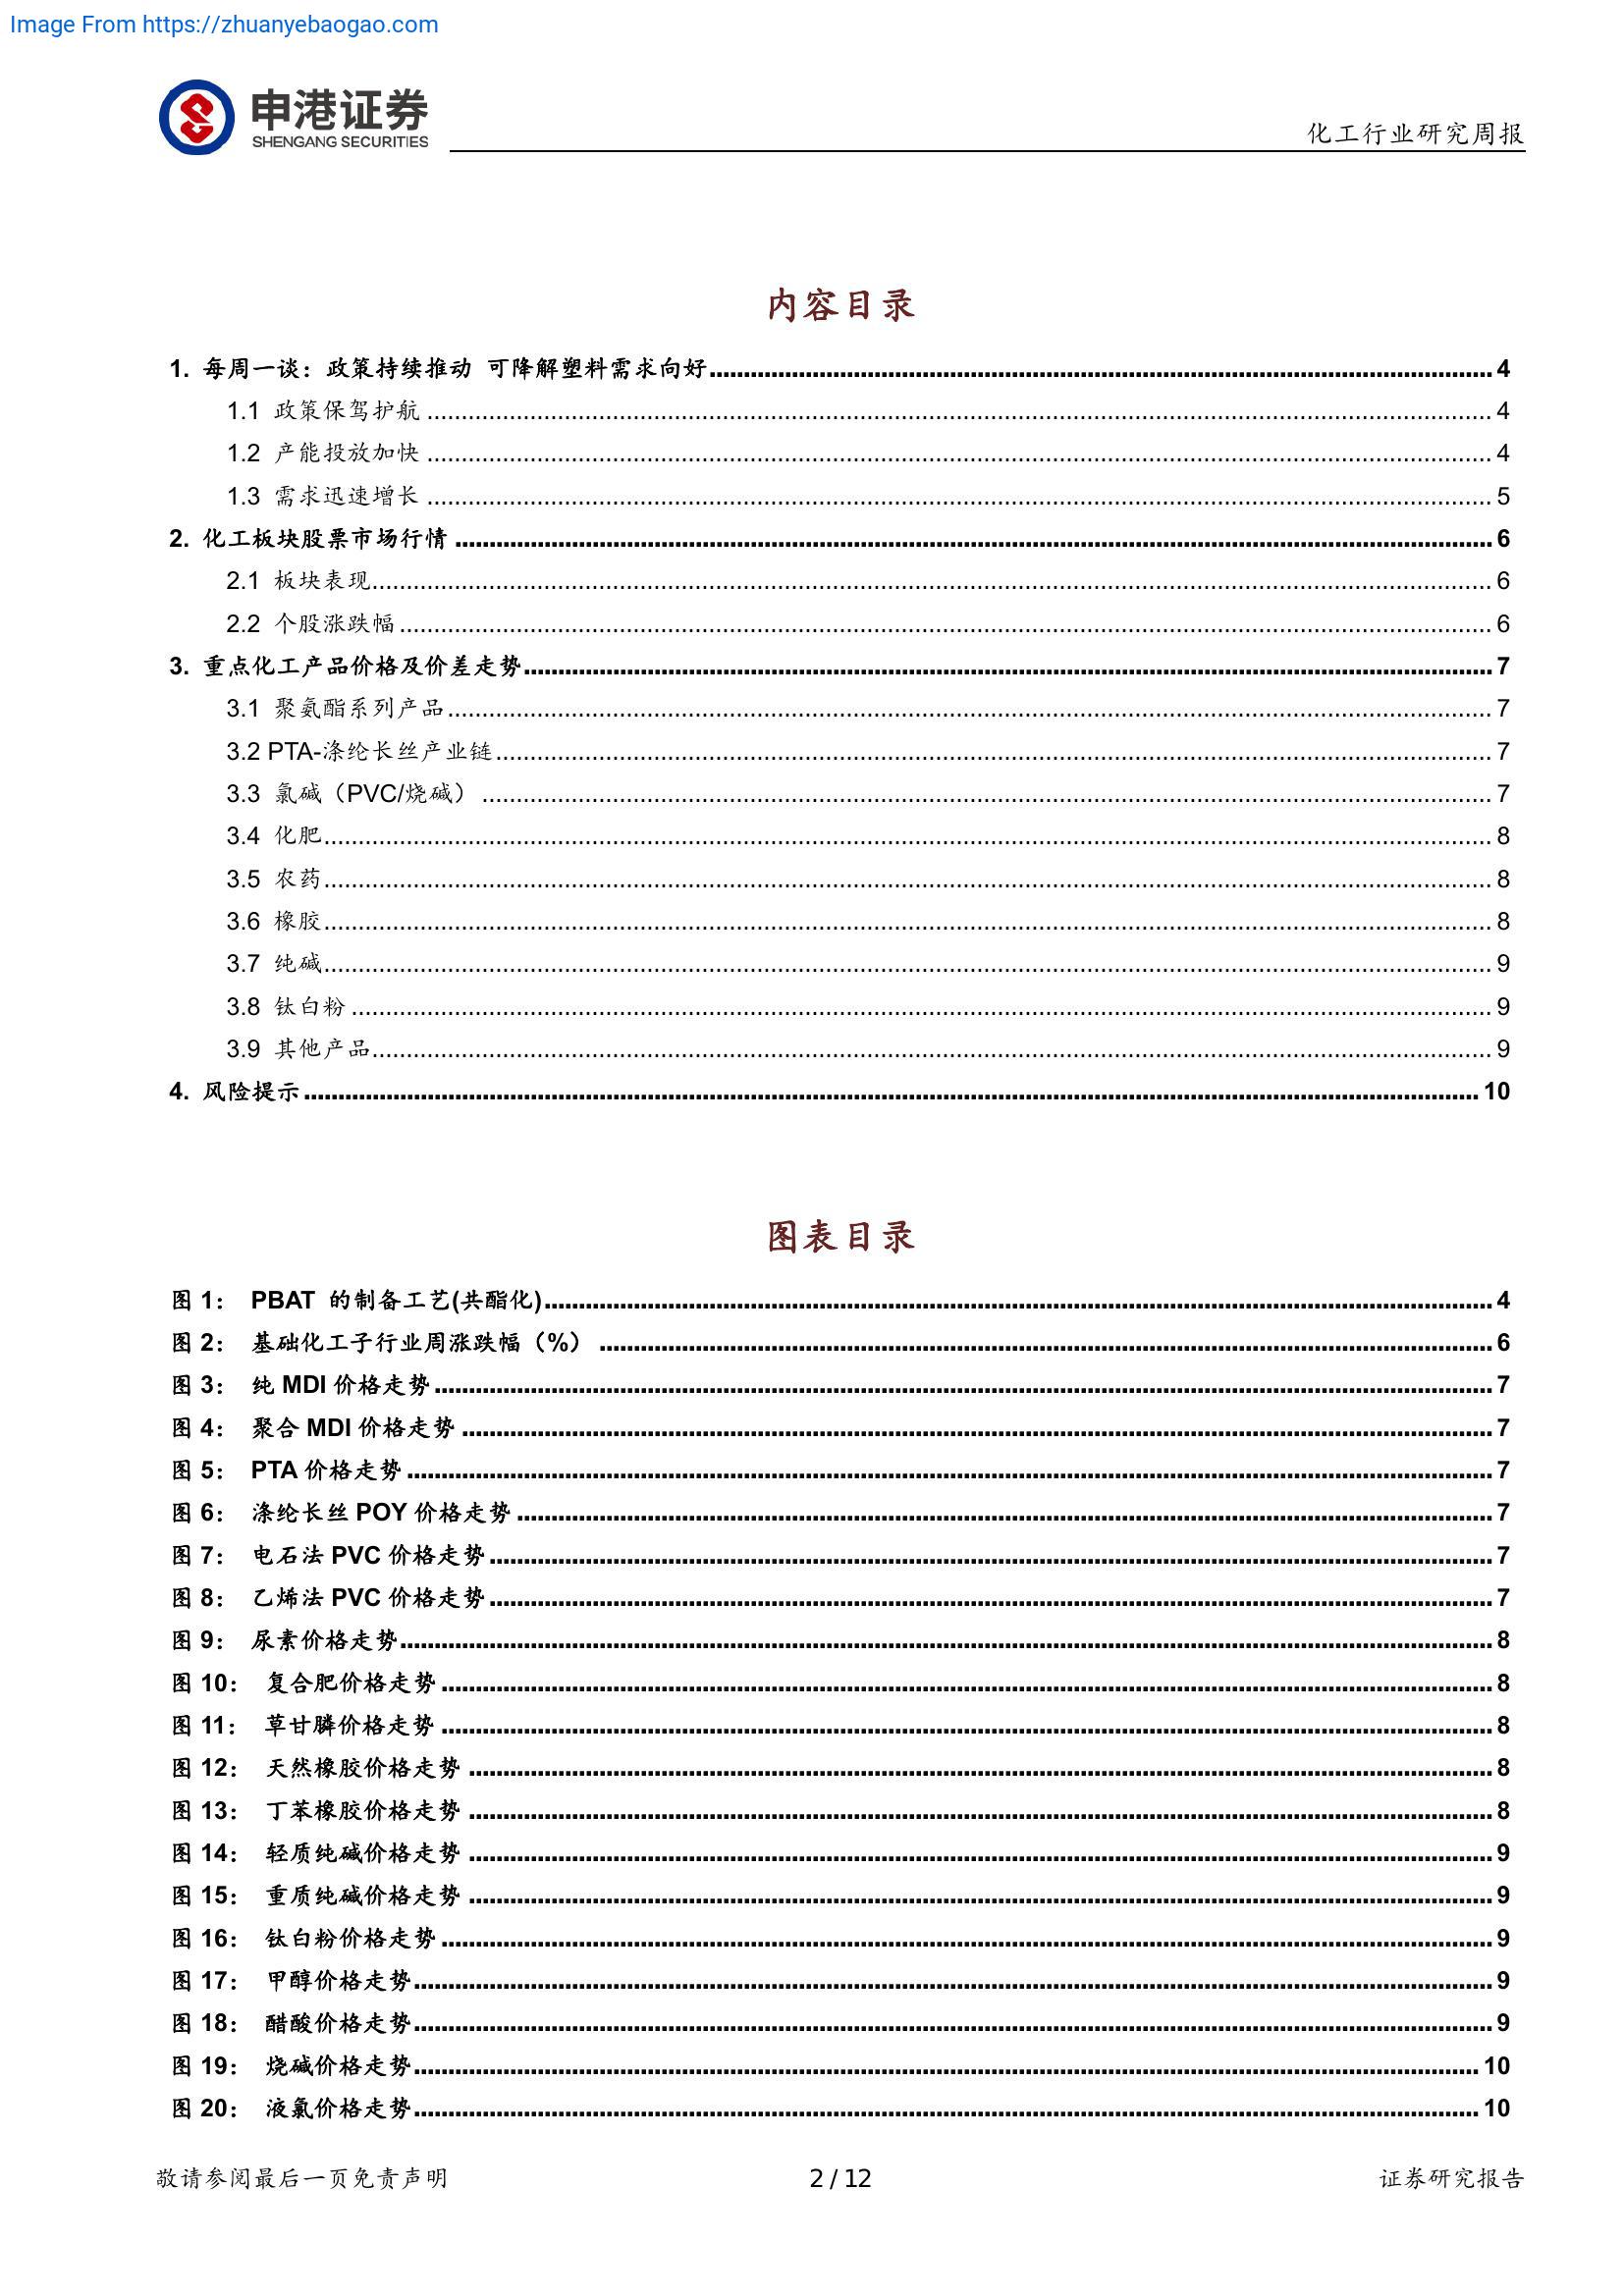 Image From https://zhuanyebaogao.com
申港证券
SHENGANG SECURITIES
化工行业研究周报
内容目录
1. 每周一谈：政策持续推动 可降解塑料需求向好 4
1.1 政策保驾护航 4
1.2 产能投放加快 4
1.3 需求迅速增长 5
2. 化工板块股票市场行情 6
2.1 板块表现 6
2.2 个股涨跌幅 6
3. 重点化工产品价格及价差走势 7
3.1 聚氨酯系列产品 7
3.2 PTA-涤纶长丝产业链 7
3.3 氯碱（PVC/烧碱） 7
3.4 化肥 8
3.5 农药 8
3.6 橡胶 8
3.7 纯碱 9
3.8 钛白粉 9
3.9 其他产品 9
4. 风险提示 10
图表目录
图 1： PBAT 的制备工艺(共酯化) 4
图 2： 基础化工子行业周涨跌幅（%） 6
图 3： 纯 MDI 价格走势 7
图 4： 聚合 MDI 价格走势 7
图 5： PTA 价格走势 7
图 6： 涤纶长丝 POY 价格走势 7
图 7： 电石法 PVC 价格走势 7
图 8： 乙烯法 PVC 价格走势 7
图 9： 尿素价格走势 8
图 10： 复合肥价格走势 8
图 11： 草甘膦价格走势 8
图 12： 天然橡胶价格走势 8
图 13： 丁苯橡胶价格走势 8
图 14： 轻质纯碱价格走势 9
图 15： 重质纯碱价格走势 9
图 16： 钛白粉价格走势 9
图 17： 甲醇价格走势 9
图 18： 醋酸价格走势 9
图 19： 烧碱价格走势 10
图 20： 液氯价格走势 10
敬请参阅最后一页免责声明 2 / 12 证券研究报告